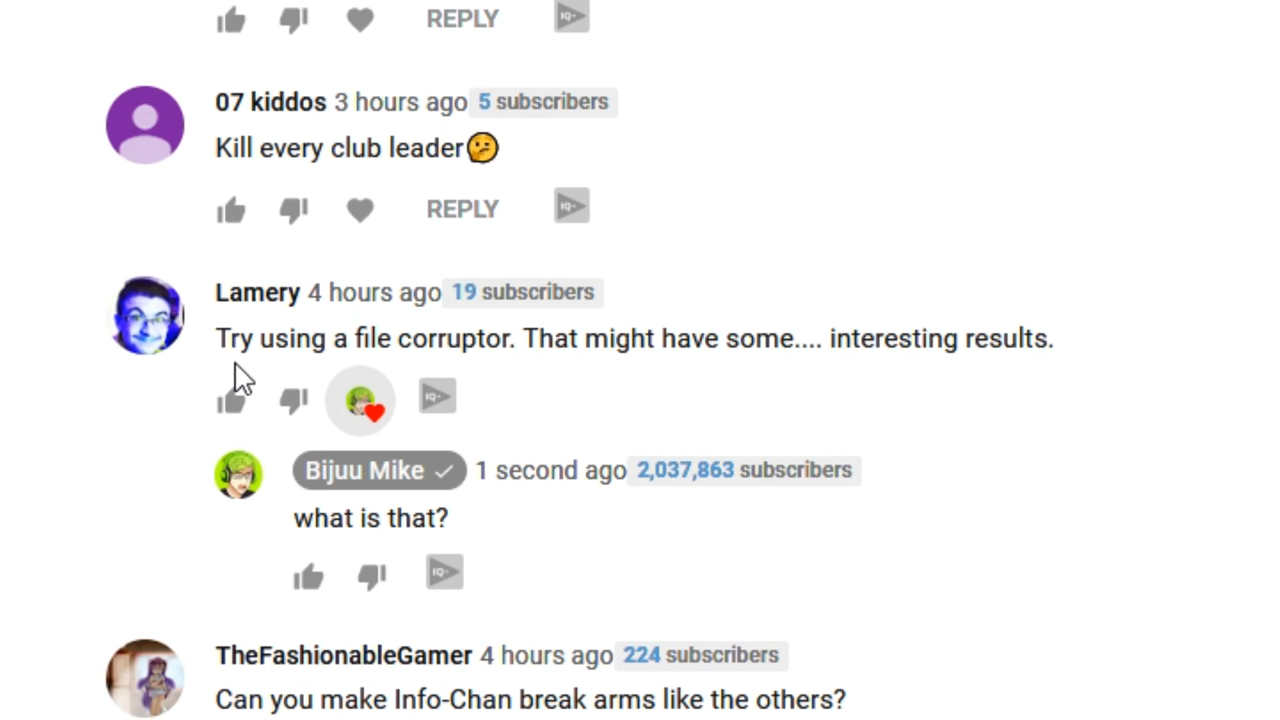 REPLY
07 kiddos 3 hours ago 5 subscribers
Kill every club leader🤔
REPLY
Lamery 4 hours ago 19 subscribers
Try using a file corruptor. That might have some.... interesting results.
Bijuu Mike ✓ 1 second ago 2,037,863 subscribers
what is that?
TheFashionableGamer 4 hours ago 224 subscribers
Can you make Info-Chan break arms like the others?